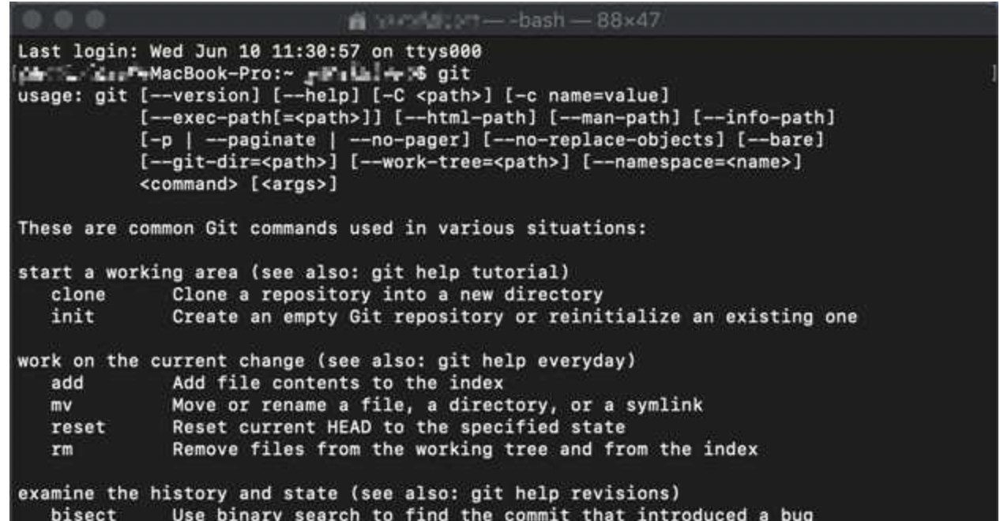 — -bash — 88×47
Last login: Wed Jun 10 11:30:57 on ttys000
MacBook-Pro:~ $ git
usage: git [--version] [--help] [-C <path>] [-c name=value]
           [--exec-path[=<path>]] [--html-path] [--man-path] [--info-path]
           [-p | --paginate | --no-pager] [--no-replace-objects] [--bare]
           [--git-dir=<path>] [--work-tree=<path>] [--namespace=<name>]
           <command> [<args>]

These are common Git commands used in various situations:

start a working area (see also: git help tutorial)
   clone      Clone a repository into a new directory
   init       Create an empty Git repository or reinitialize an existing one

work on the current change (see also: git help everyday)
   add        Add file contents to the index
   mv         Move or rename a file, a directory, or a symlink
   reset      Reset current HEAD to the specified state
   rm         Remove files from the working tree and from the index

examine the history and state (see also: git help revisions)
   bisect     Use binary search to find the commit that introduced a bug